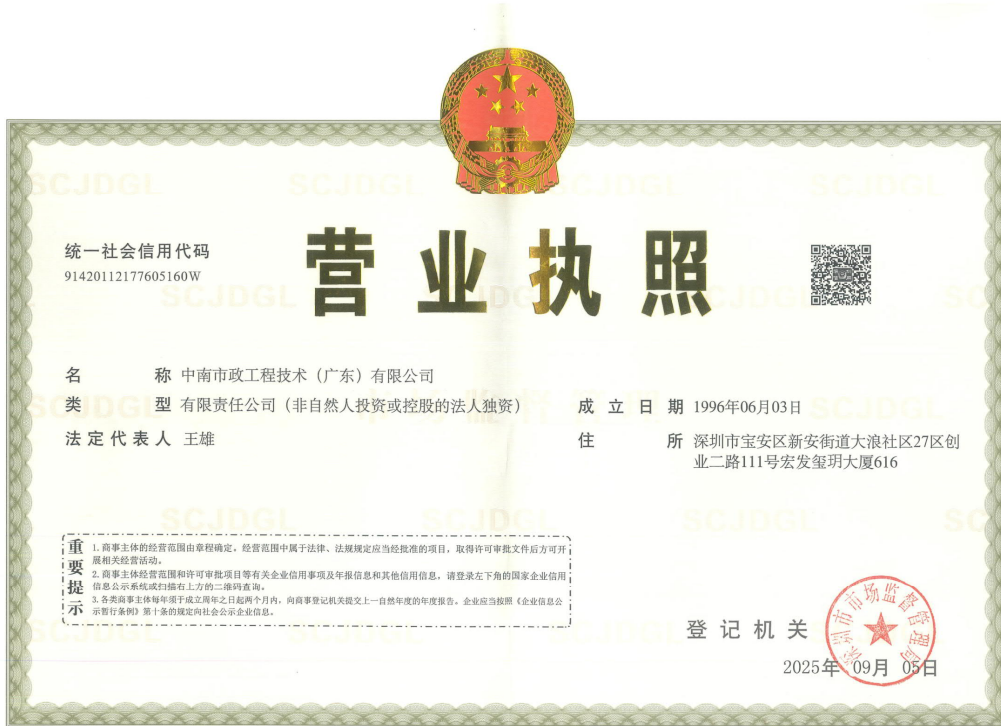 营业执照
统一社会信用代码
91420112177605160W
名称 中南市政工程技术（广东）有限公司
类型 有限责任公司（非自然人投资或控股的法人独资）
法定代表人 王雄
成立日期 1996年06月03日
住所 深圳市宝安区新安街道大浪社区27区创
业二路111号宏发玺玥大厦616
重要提示
1.商事主体的经营范围由章程确定。经营范围中属于法律、法规规定应当经批准的项目，取得许可审批文件后方可开
展相关经营活动。
2.商事主体经营范围和许可审批项目等有关企业信用事项及年报信息和其他信用信息，请登录左下角的国家企业信用
信息公示系统或扫描右上方的二维码查询。
3.各类商事主体每年须于成立周年之日起两个月内，向商事登记机关提交上一自然年度的年度报告。企业应当按照《企业信息公
示暂行条例》第十条的规定向社会公示企业信息。
登记机关
深圳市市场监督管理局
2025年09月05日
SCJDGL